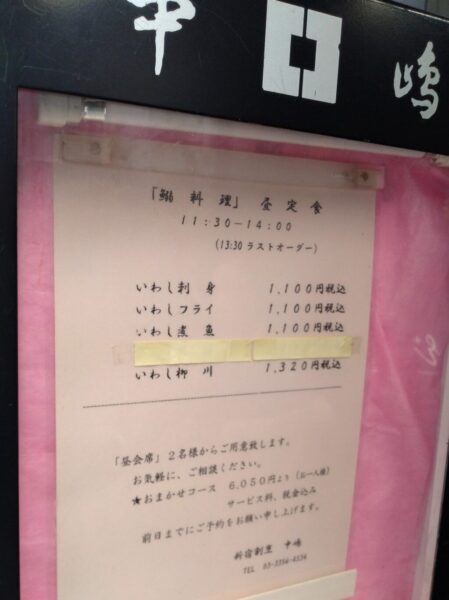 中嶋
「鰯料理」昼定食
11:30-14:00
(13:30 ラストオーダー)
いわし刺身 1,100円税込
いわしフライ 1,100円税込
いわし煮魚 1,100円税込
いわし柳川 1,320円税込
「昼会席」2名様からご用意致します。
お気軽に、ご相談ください。
★おまかせコース 6,050円より(お一人様)
サービス料、税金込み
前日までにご予約をお願い申し上げます。
新宿割烹 中嶋
TEL 03-3356-4534